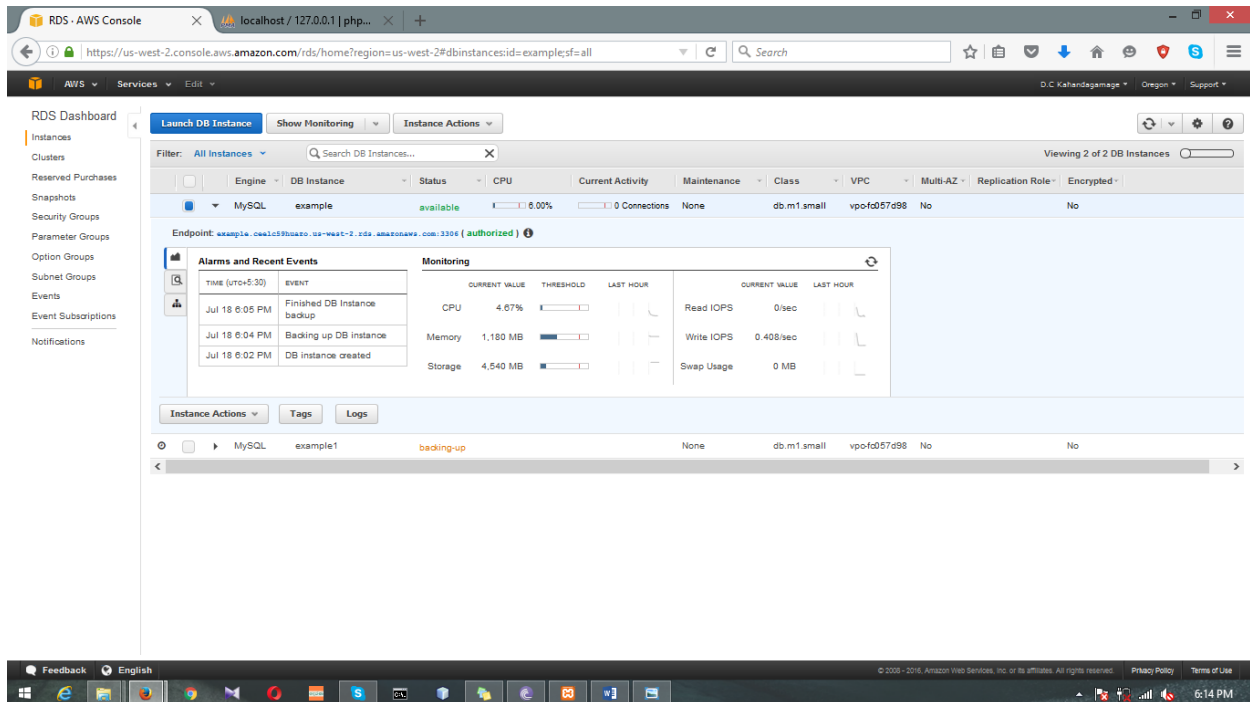 RDS · AWS Console
localhost / 127.0.0.1 | php...
https://us-west-2.console.aws.amazon.com/rds/home?region=us-west-2#dbinstances:id=example;sf=all
Search
AWS Services Edit
D.C Kahandagamage Oregon Support
RDS Dashboard
Instances
Clusters
Reserved Purchases
Snapshots
Security Groups
Parameter Groups
Option Groups
Subnet Groups
Events
Event Subscriptions
Notifications
Launch DB Instance Show Monitoring Instance Actions
Filter: All Instances Search DB Instances... Viewing 2 of 2 DB Instances
Engine DB Instance Status CPU Current Activity Maintenance Class VPC Multi-AZ Replication Role Encrypted
MySQL example available 6.00% 0 Connections None db.m1.small vpc-fc057d98 No No
Endpoint: example.ceelc59huazo.us-west-2.rds.amazonaws.com:3306 ( authorized )
Alarms and Recent Events
TIME (UTC+5:30) EVENT
Jul 18 6:05 PM Finished DB Instance backup
Jul 18 6:04 PM Backing up DB instance
Jul 18 6:02 PM DB instance created
Monitoring
CURRENT VALUE THRESHOLD LAST HOUR CURRENT VALUE LAST HOUR
CPU 4.67% Read IOPS 0/sec
Memory 1,180 MB Write IOPS 0.408/sec
Storage 4,540 MB Swap Usage 0 MB
Instance Actions Tags Logs
MySQL example1 backing-up None db.m1.small vpc-fc057d98 No No
Feedback English
© 2008 - 2016, Amazon Web Services, Inc. or its affiliates. All rights reserved. Privacy Policy Terms of Use
6:14 PM